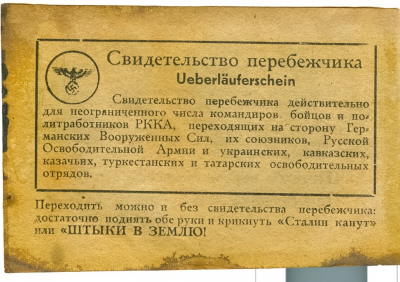 Свидетельство перебежчика
Ueberläuferschein
Свидетельство перебежчика действительно
для неограниченного числа командиров, бойцов и по-
литработников РККА, переходящих на сторону Гер-
манских Вооруженных Сил, их союзников, Русской
Освободительной Армии и украинских, кавказских,
казачьих, туркестанских и татарских освободительных
отрядов.
Переходить можно и без свидетельства перебежчика:
достаточно поднять обе руки и крикнуть «Сталин капут»
или «ШТЫКИ В ЗЕМЛЮ!